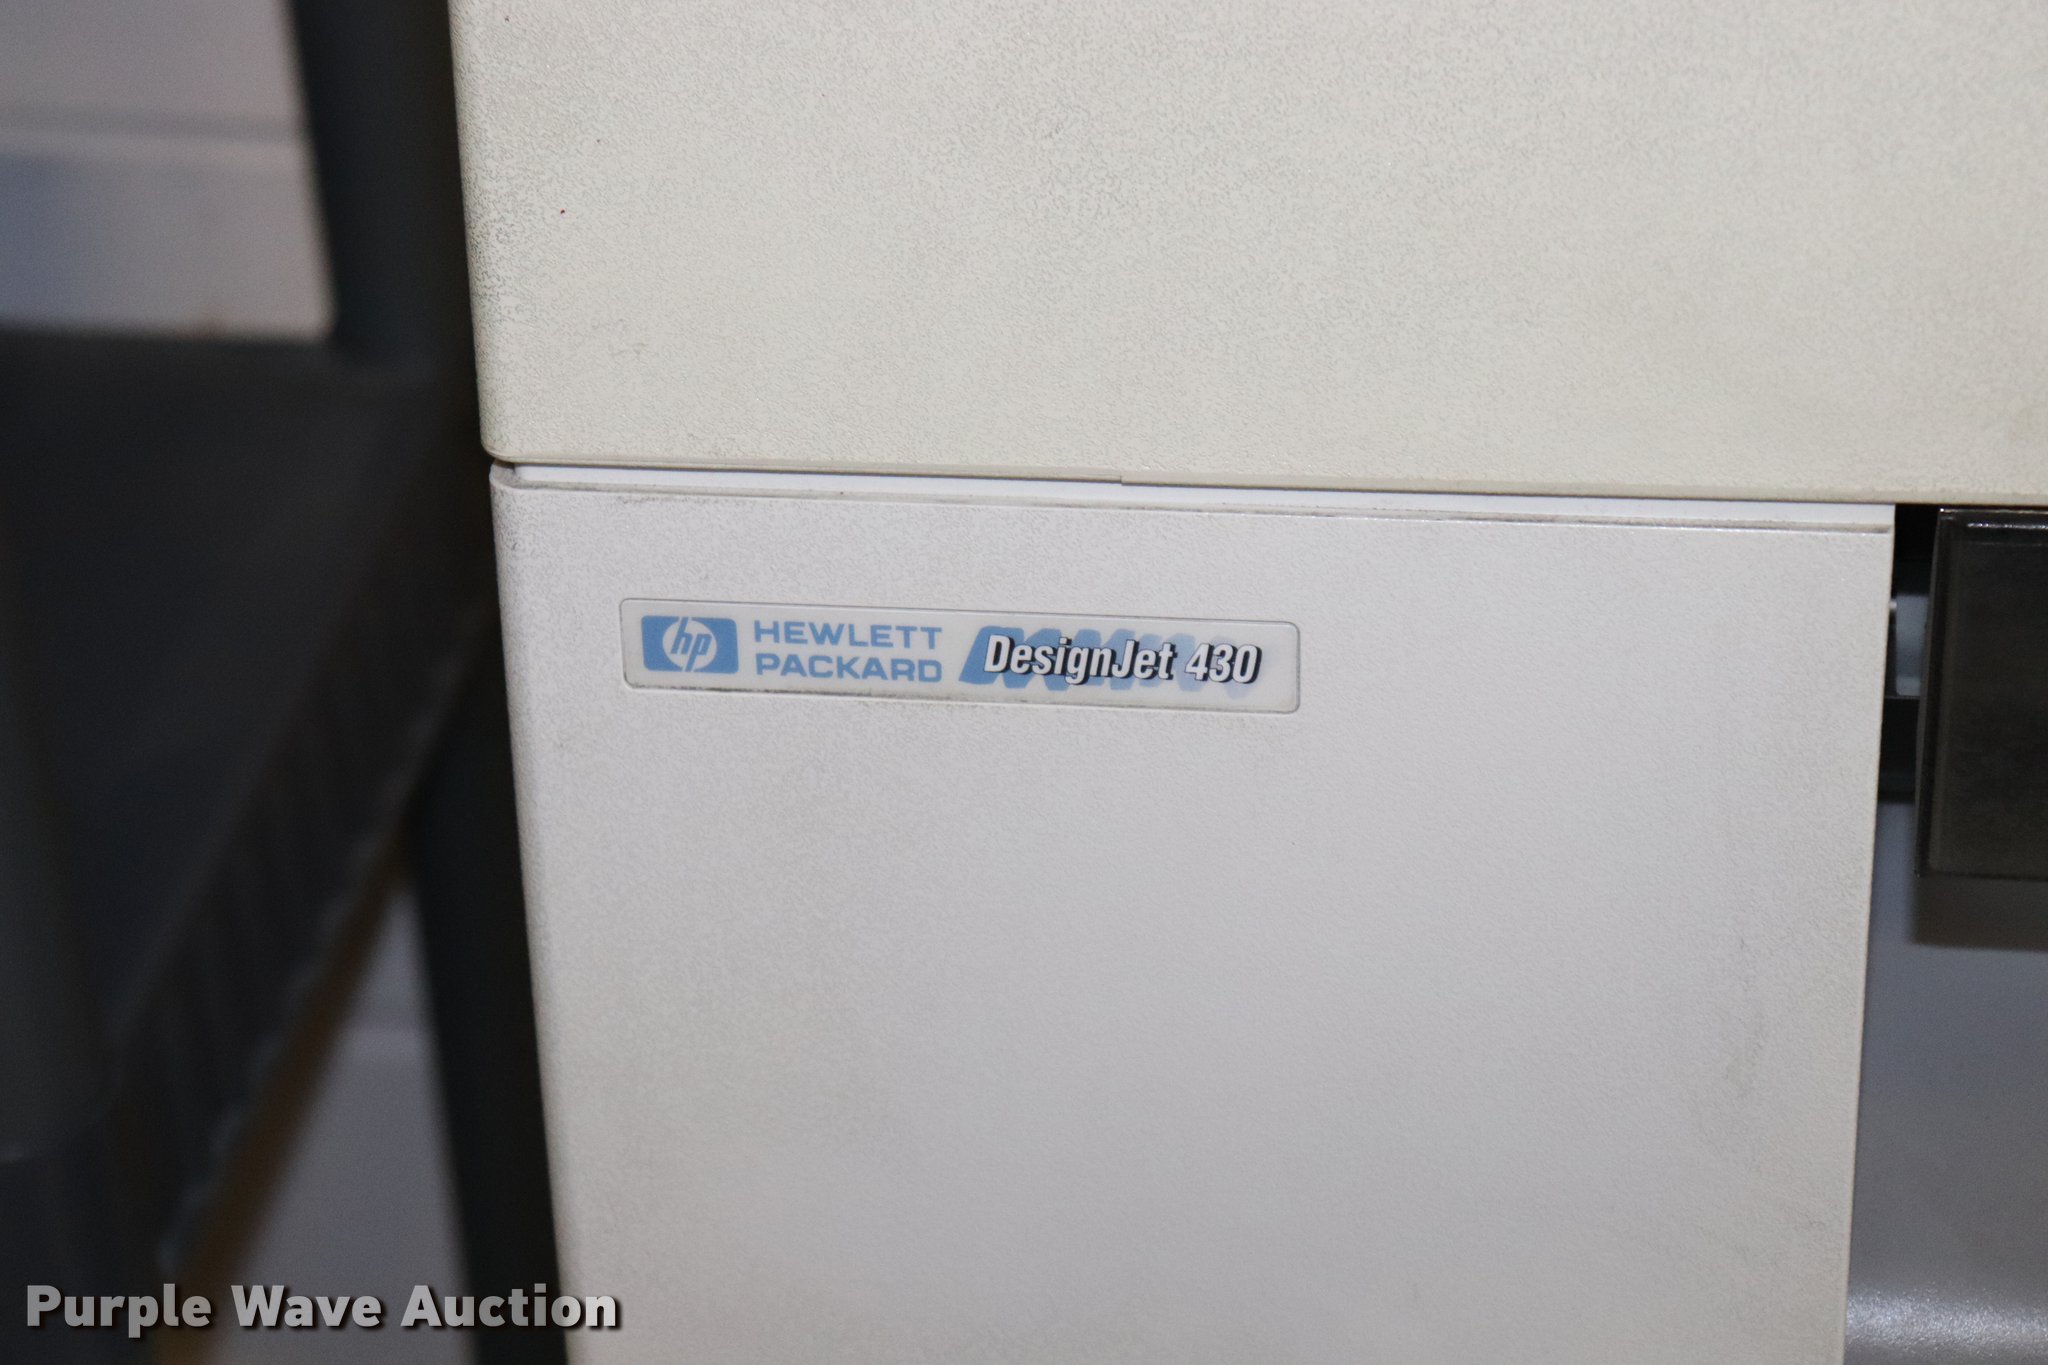 hp HEWLETT
PACKARD
DesignJet 430
Purple Wave Auction